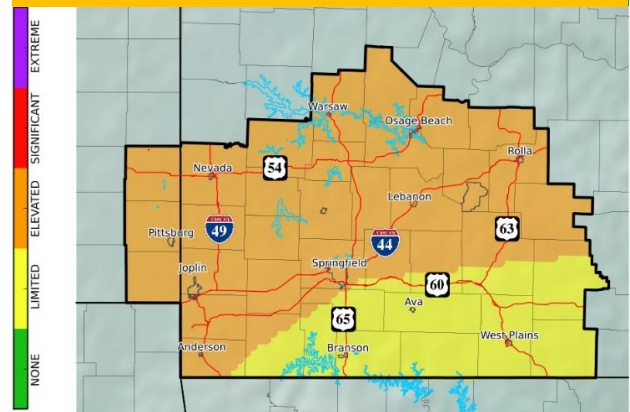 EXTREME
SIGNIFICANT
ELEVATED
LIMITED
NONE
Warsaw
Osage Beach
Rolla
Nevada
54
Lebanon
63
Pittsburg
49
44
Joplin
Springfield
60
Ava
65
West Plains
Anderson
Branson